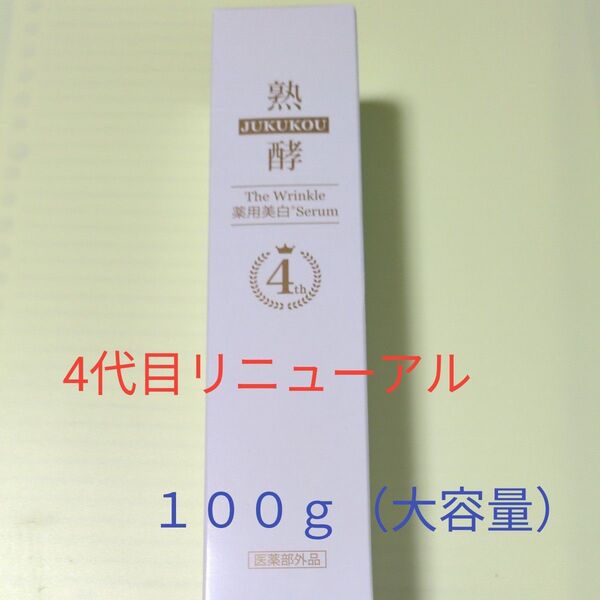 熟
JUKUKOU
酵
The Wrinkle
薬用美白*Serum
4th
4代目リニューアル
１００ｇ（大容量）
医薬部外品